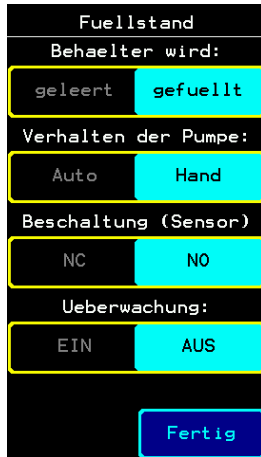 Fuellstand
Behaelter wird:
geleert gefuellt
Verhalten der Pumpe:
Auto Hand
Beschaltung (Sensor)
NC NO
Ueberwachung:
EIN AUS
Fertig